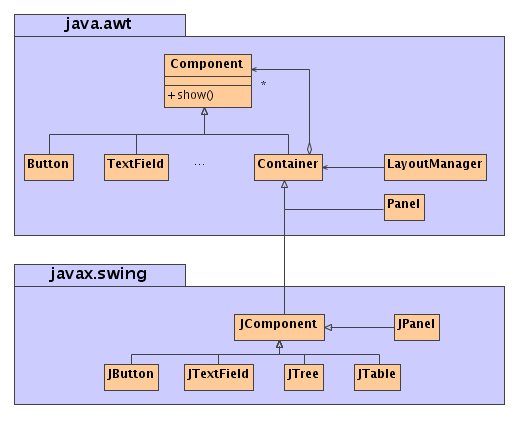 java.awt
Component
*
+ show()
Button
TextField
...
Container
LayoutManager
Panel
javax.swing
JComponent
JPanel
JButton
JTextField
JTree
JTable